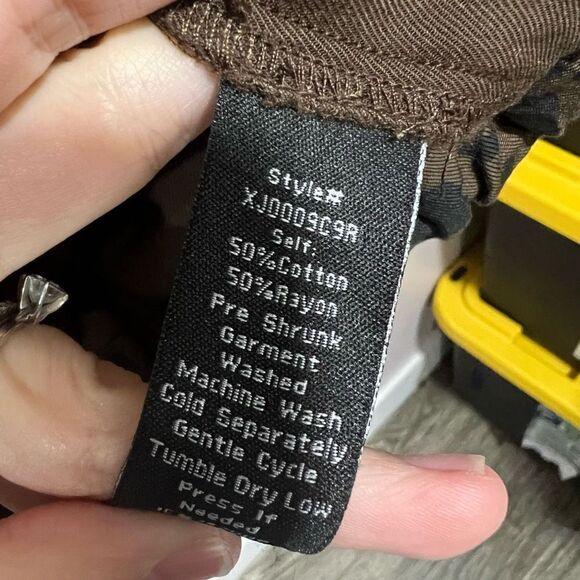 Style#
XJ0009C9R
Self:
50%Cotton
50%Rayon
Pre Shrunk
Garment
Washed
Machine Wash
Cold Separately
Gentle Cycle
Tumble Dry Low
Press If
Needed